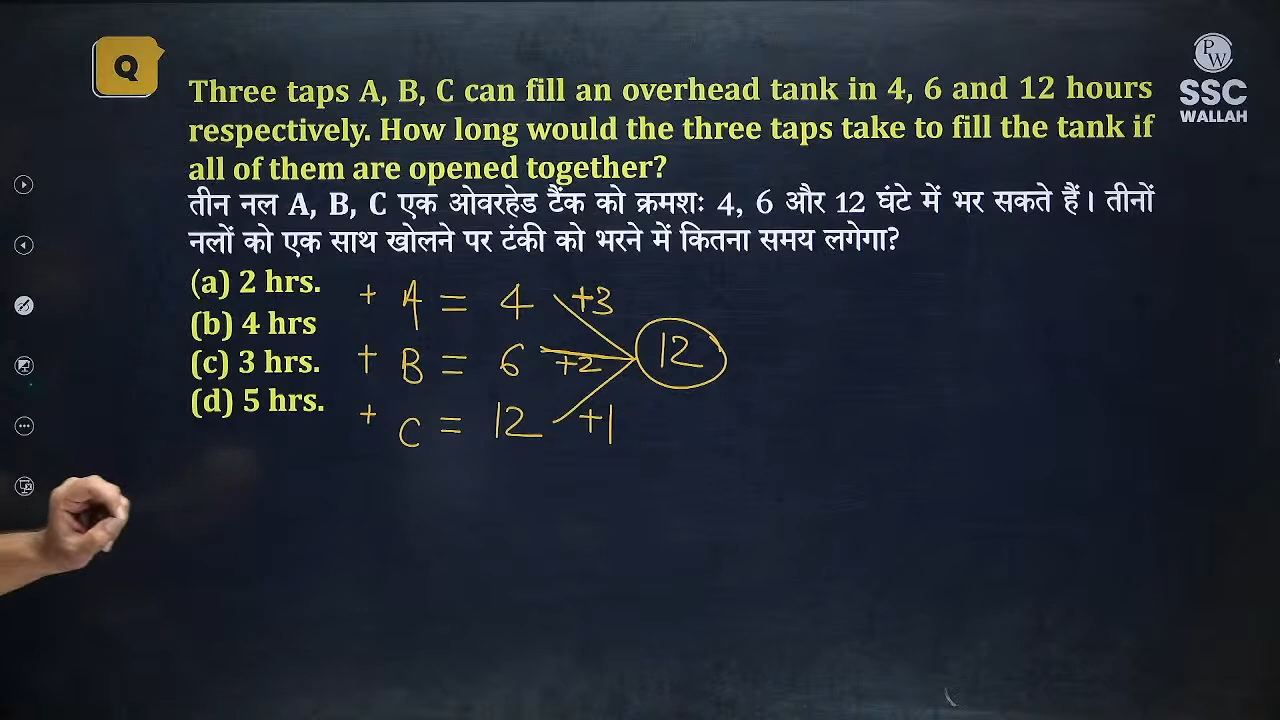 Q
PW
SSC
WALLAH
Three taps A, B, C can fill an overhead tank in 4, 6 and 12 hours
respectively. How long would the three taps take to fill the tank if
all of them are opened together?
तीन नल A, B, C एक ओवरहेड टैंक को क्रमशः 4, 6 और 12 घंटे में भर सकते हैं। तीनों
नलों को एक साथ खोलने पर टंकी को भरने में कितना समय लगेगा?
(a) 2 hrs.
(b) 4 hrs
(c) 3 hrs.
(d) 5 hrs.
+ A = 4 +3
+ B = 6 +2 12
+ C = 12 +1